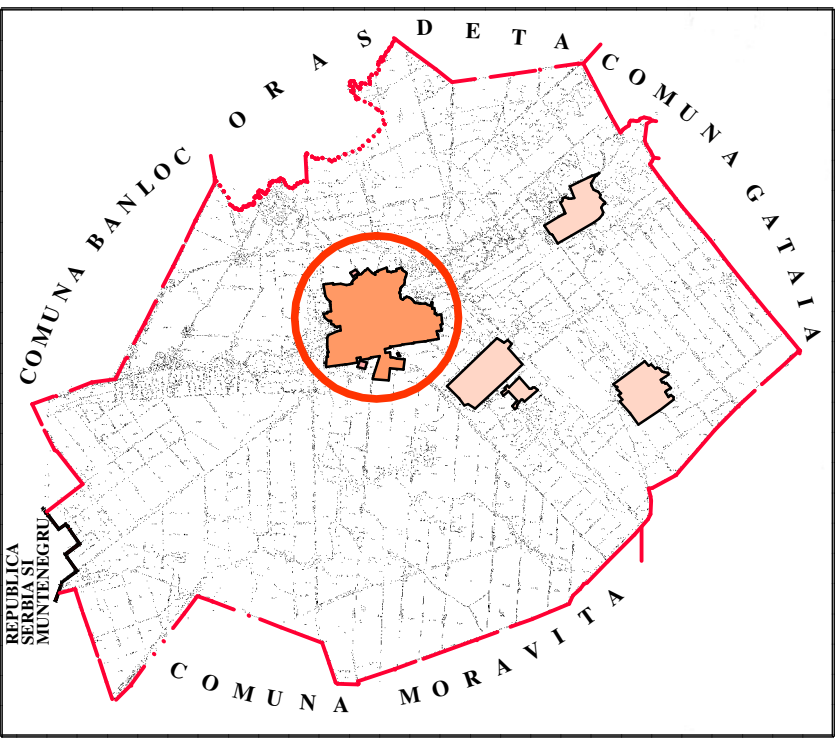 ORAS DETA
COMUNA GATAIA
COMUNA BANLOC
REPUBLICA
SERBIA SI
MUNTENEGRU
COMUNA MORAVITA